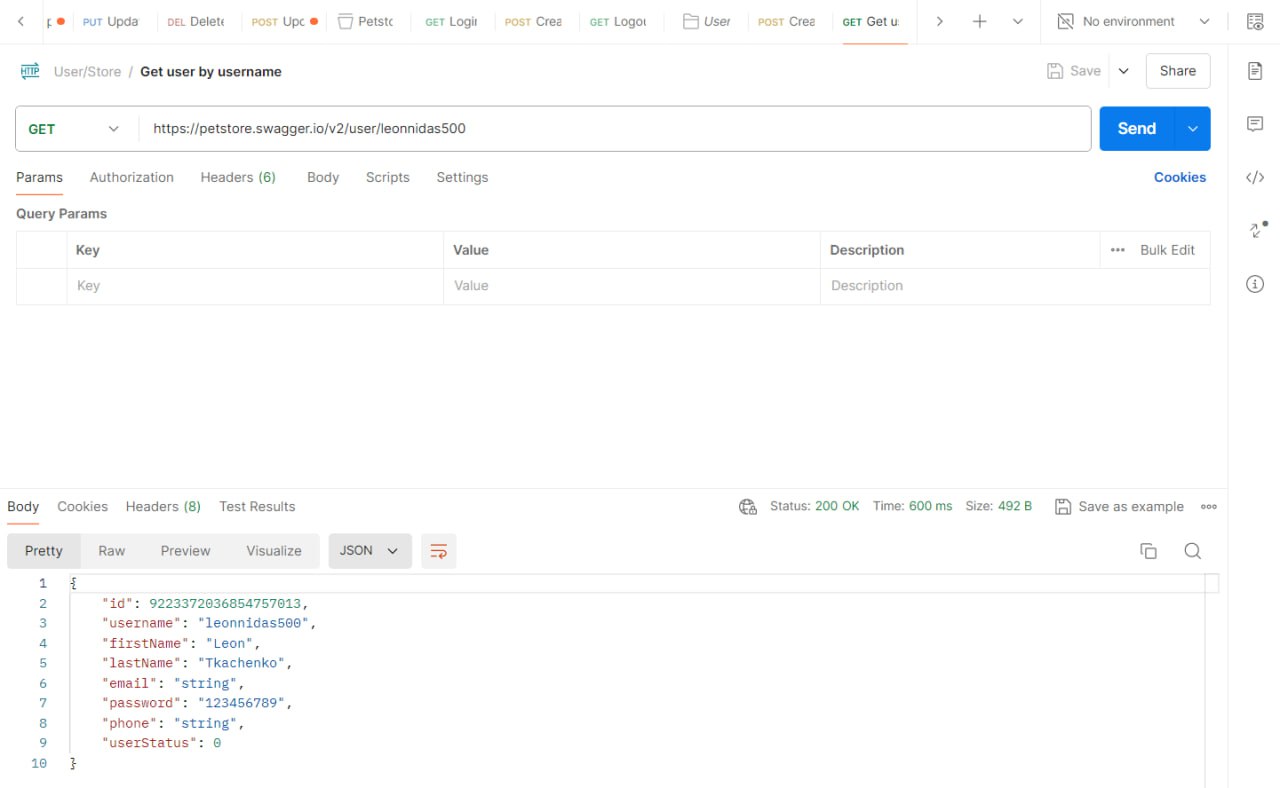 PUT Upda DEL Delete POST Upc Petsto GET Login POST Crea GET Logou User POST Crea GET Get u No environment
HTTP User/Store / Get user by username Save Share
GET https://petstore.swagger.io/v2/user/leonnidas500 Send
Params Authorization Headers (6) Body Scripts Settings Cookies
Query Params
Key Value Description ••• Bulk Edit
Key Value Description
Body Cookies Headers (8) Test Results Status: 200 OK Time: 600 ms Size: 492 B Save as example
Pretty Raw Preview Visualize JSON
1 {
2 "id": 9223372036854757013,
3 "username": "leonnidas500",
4 "firstName": "Leon",
5 "lastName": "Tkachenko",
6 "email": "string",
7 "password": "123456789",
8 "phone": "string",
9 "userStatus": 0
10 }